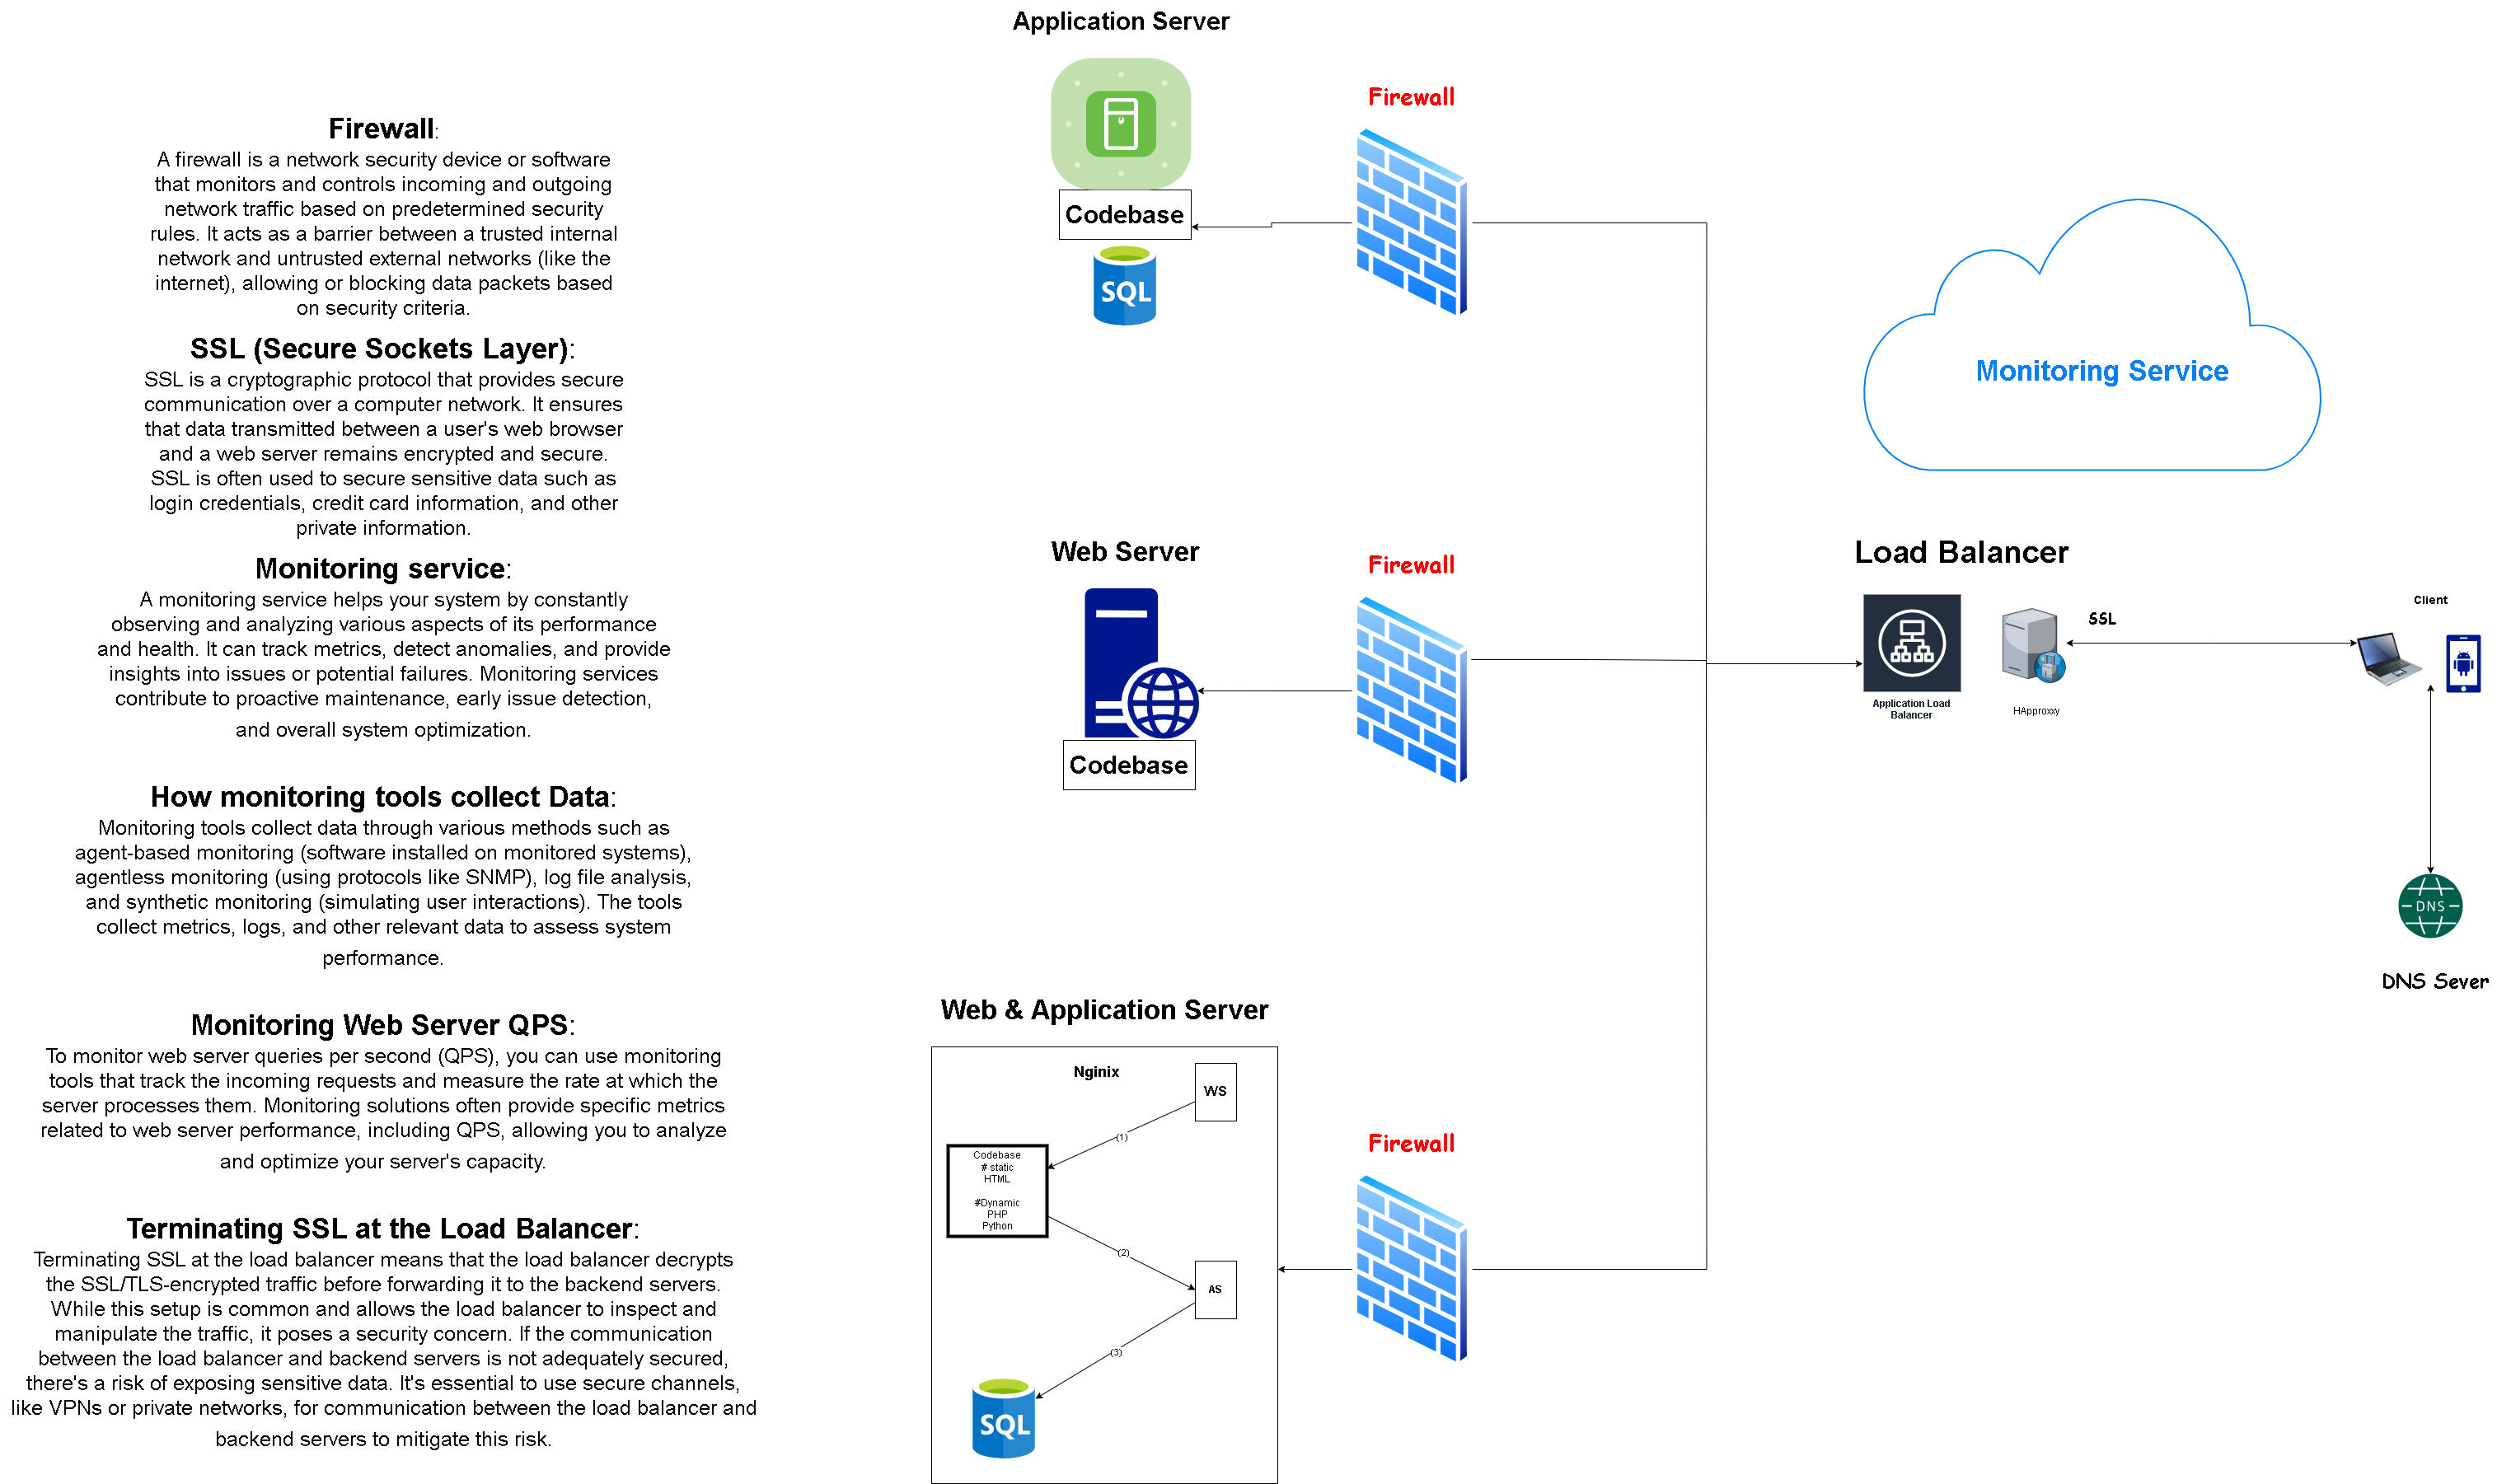 Firewall:
A firewall is a network security device or software
that monitors and controls incoming and outgoing
network traffic based on predetermined security
rules. It acts as a barrier between a trusted internal
network and untrusted external networks (like the
internet), allowing or blocking data packets based
on security criteria.
SSL (Secure Sockets Layer):
SSL is a cryptographic protocol that provides secure
communication over a computer network. It ensures
that data transmitted between a user's web browser
and a web server remains encrypted and secure.
SSL is often used to secure sensitive data such as
login credentials, credit card information, and other
private information.
Monitoring service:
A monitoring service helps your system by constantly
observing and analyzing various aspects of its performance
and health. It can track metrics, detect anomalies, and provide
insights into issues or potential failures. Monitoring services
contribute to proactive maintenance, early issue detection,
and overall system optimization.
How monitoring tools collect Data:
Monitoring tools collect data through various methods such as
agent-based monitoring (software installed on monitored systems),
agentless monitoring (using protocols like SNMP), log file analysis,
and synthetic monitoring (simulating user interactions). The tools
collect metrics, logs, and other relevant data to assess system
performance.
Monitoring Web Server QPS:
To monitor web server queries per second (QPS), you can use monitoring
tools that track the incoming requests and measure the rate at which the
server processes them. Monitoring solutions often provide specific metrics
related to web server performance, including QPS, allowing you to analyze
and optimize your server's capacity.
Terminating SSL at the Load Balancer:
Terminating SSL at the load balancer means that the load balancer decrypts
the SSL/TLS-encrypted traffic before forwarding it to the backend servers.
While this setup is common and allows the load balancer to inspect and
manipulate the traffic, it poses a security concern. If the communication
between the load balancer and backend servers is not adequately secured,
there's a risk of exposing sensitive data. It's essential to use secure channels,
like VPNs or private networks, for communication between the load balancer and
backend servers to mitigate this risk.
Application Server
Codebase
SQL
Firewall
Web Server
Codebase
Firewall
Web & Application Server
Nginix
WS
(1)
Codebase
# static
HTML
#Dynamic
PHP
Python
(2)
AS
(3)
SQL
Firewall
Monitoring Service
Load Balancer
Application Load
Balancer
HApproxxy
SSL
Client
DNS
DNS Sever